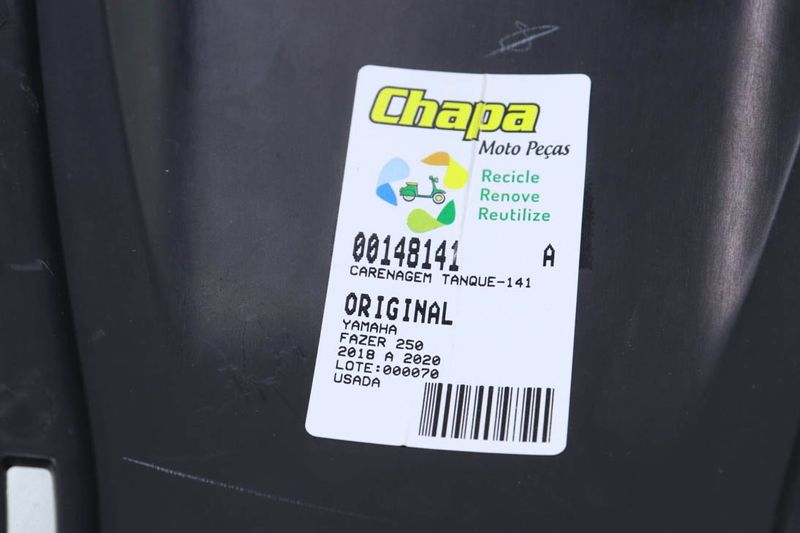 Chapa
Moto Peças
Recicle
Renove
Reutilize
00148141 A
CARENAGEM TANQUE-141
ORIGINAL
YAMAHA
FAZER 250
2018 A 2020
LOTE:000070
USADA